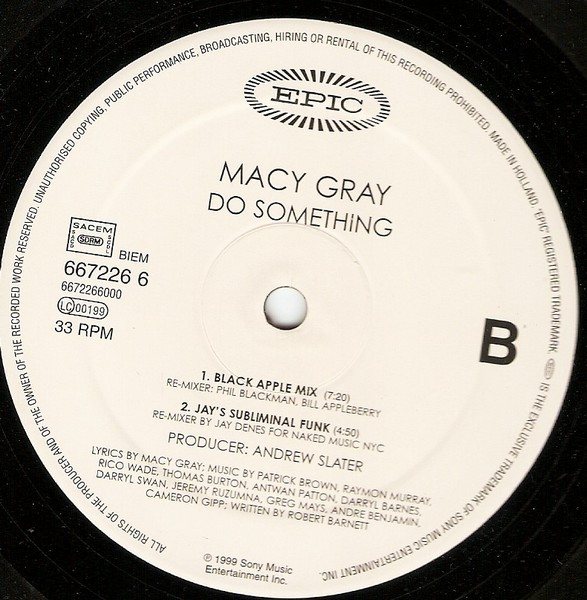 EPIC
MACY GRAY
DO SOMETHING
SACEM
SACD
SDRM
SCDL
BIEM
667226 6
6672266000
LC 00199
33 RPM
B
1. BLACK APPLE MIX (7:20)
RE-MIXER: PHIL BLACKMAN, BILL APPLEBERRY
2. JAY'S SUBLIMINAL FUNK (4:50)
RE-MIXER BY JAY DENES FOR NAKED MUSIC NYC
PRODUCER: ANDREW SLATER
LYRICS BY MACY GRAY; MUSIC BY PATRICK BROWN, RAYMON MURRAY,
RICO WADE, THOMAS BURTON, ANTWAN PATTON, DARRYL BARNES,
DARRYL SWAN, JEREMY RUZUMNA, GREG MAYS, ANDRE BENJAMIN,
CAMERON GIPP; WRITTEN BY ROBERT BARNETT
℗ 1999 Sony Music
Entertainment Inc.
ALL RIGHTS OF THE PRODUCER AND OF THE OWNER OF THE RECORDED WORK RESERVED. UNAUTHORISED COPYING, PUBLIC PERFORMANCE, BROADCASTING, HIRING OR RENTAL OF THIS RECORDING PROHIBITED. MADE IN HOLLAND. "EPIC" REGISTERED TRADEMARK. EPIC IS THE EXCLUSIVE TRADEMARK OF SONY MUSIC ENTERTAINMENT INC.